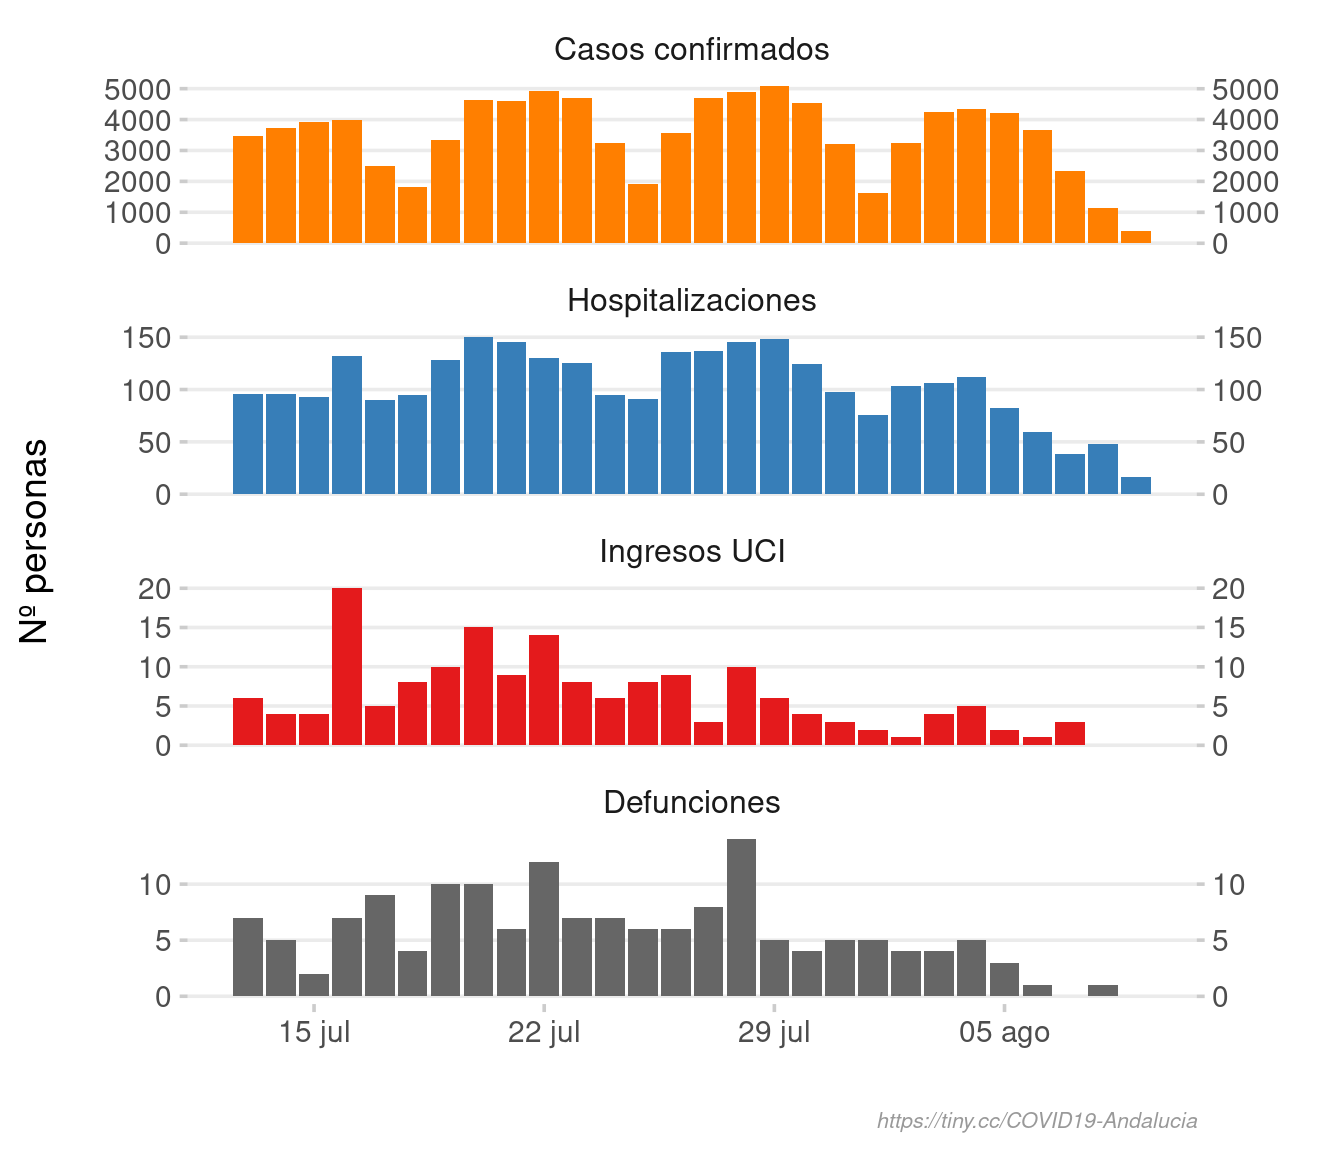 Casos confirmados
5000 5000
4000 4000
3000 3000
2000 2000
1000 1000
0 0
Hospitalizaciones
150 150
100 100
50 50
0 0
Nº personas
Ingresos UCI
20 20
15 15
10 10
5 5
0 0
Defunciones
10 10
5 5
0 0
15 jul 22 jul 29 jul 05 ago
https://tiny.cc/COVID19-Andalucia